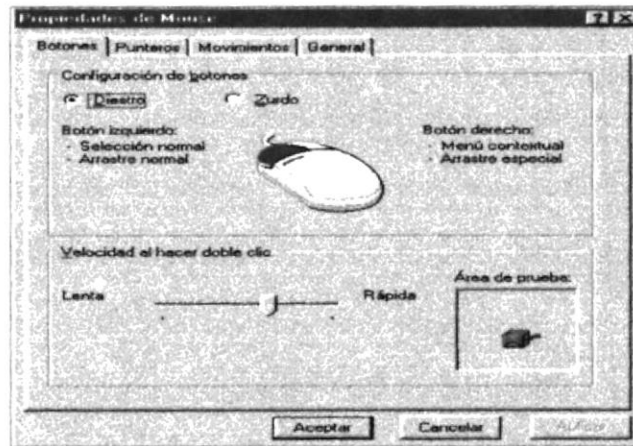 Propiedades de Mouse
Botones Punteros Movimientos General
Configuración de botones
Diestro Zurdo
Botón izquierdo:
- Selección normal
- Arrastre normal
Botón derecho:
- Menú contextual
- Arrastre especial
Velocidad al hacer doble clic
Lenta Rápida
Área de prueba:
Aceptar Cancelar Aplicar